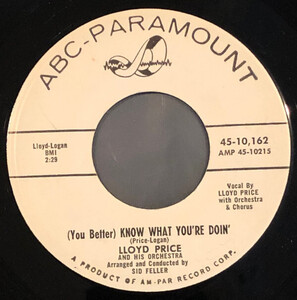 ABC-PARAMOUNT
Lloyd-Logan
BMI
2:29
45-10,162
AMP 45-10215
Vocal By
LLOYD PRICE
with Orchestra
& Chorus
(You Better) KNOW WHAT YOU'RE DOIN'
(Price-Logan)
LLOYD PRICE
AND HIS ORCHESTRA
Arranged and Conducted by
SID FELLER
A PRODUCT OF AM-PAR RECORD CORP.